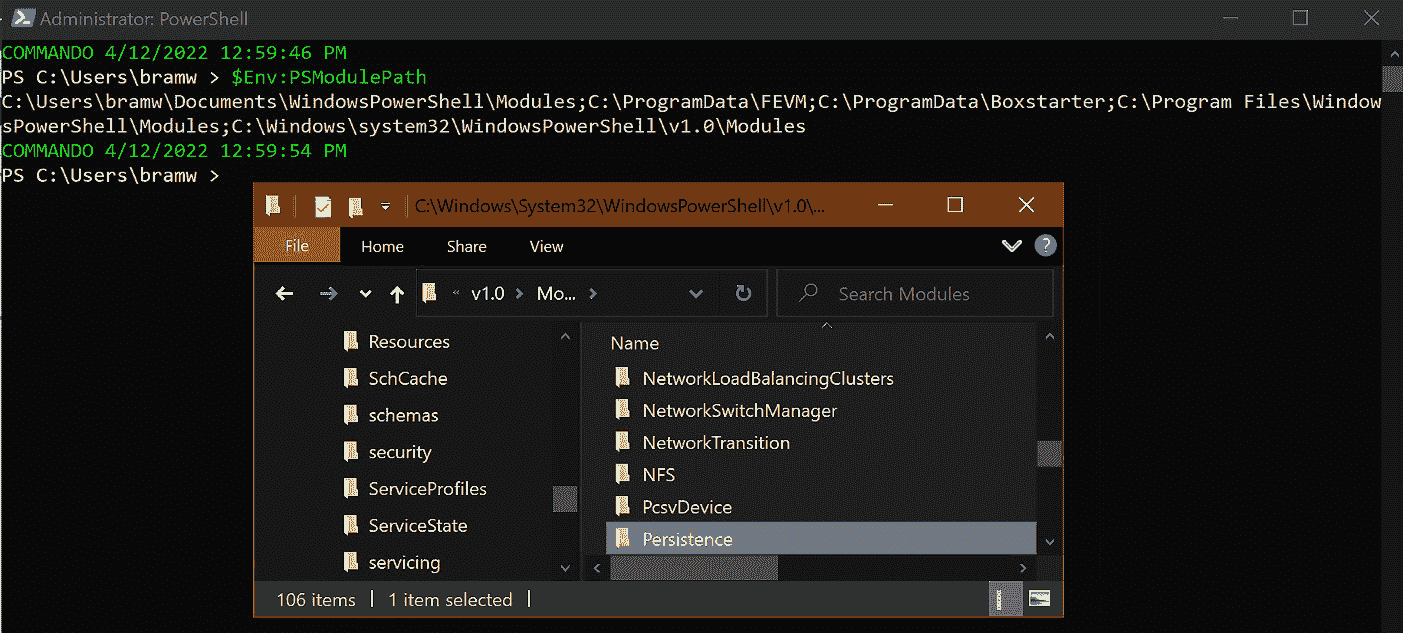 Administrator: PowerShell
COMMANDO 4/12/2022 12:59:46 PM
PS C:\Users\bramw > $Env:PSModulePath
C:\Users\bramw\Documents\WindowsPowerShell\Modules;C:\ProgramData\FEVM;C:\ProgramData\Boxstarter;C:\Program Files\Window
sPowerShell\Modules;C:\Windows\system32\WindowsPowerShell\v1.0\Modules
COMMANDO 4/12/2022 12:59:54 PM
PS C:\Users\bramw >
C:\Windows\System32\WindowsPowerShell\v1.0\...
File Home Share View ?
« v1.0 > Mo... > Search Modules
Resources
SchCache
schemas
security
ServiceProfiles
ServiceState
servicing
Name
NetworkLoadBalancingClusters
NetworkSwitchManager
NetworkTransition
NFS
PcsvDevice
Persistence
106 items | 1 item selected |